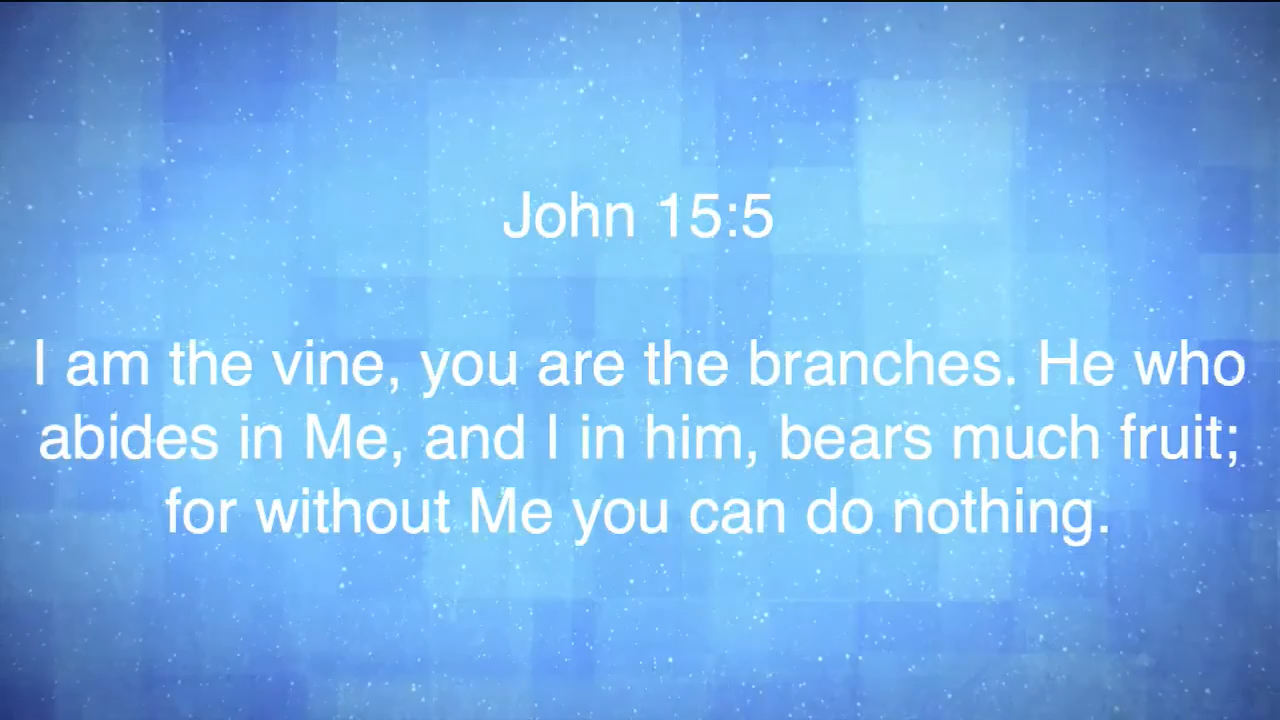 John 15:5
I am the vine, you are the branches. He who
abides in Me, and I in him, bears much fruit;
for without Me you can do nothing.